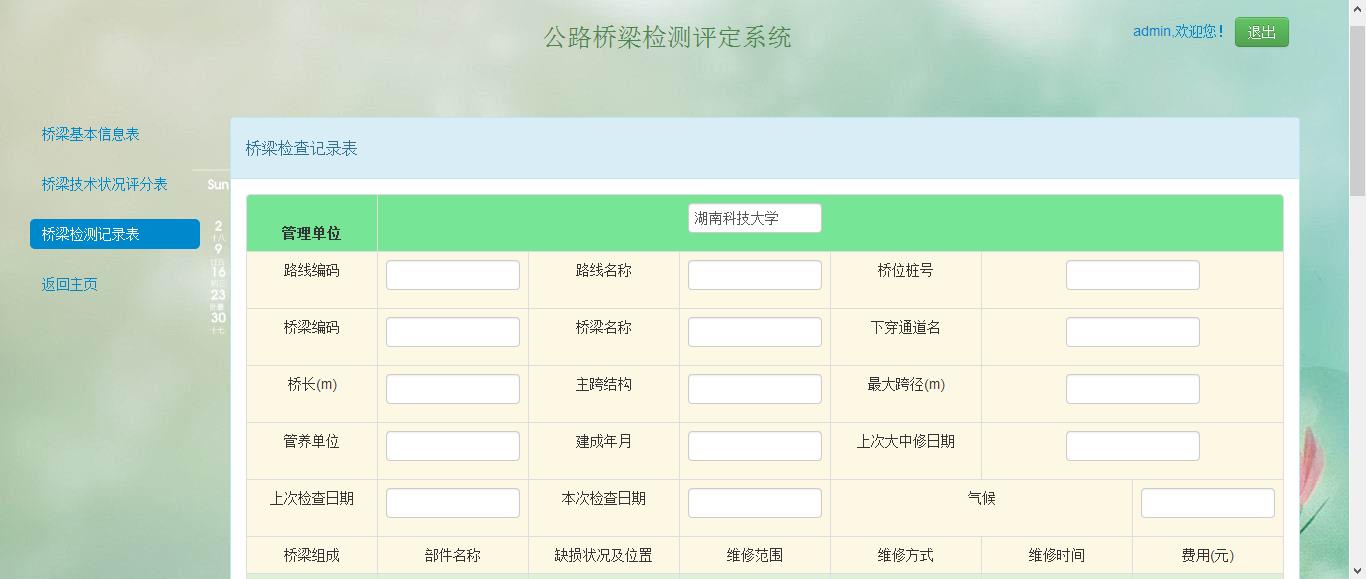 公路桥梁检测评定系统
admin,欢迎您！
退出
桥梁基本信息表
桥梁技术状况评分表
桥梁检测记录表
返回主页
Sun
2
十八
9
16
23
30
十七
桥梁检查记录表
管理单位 湖南科技大学
路线编码 路线名称 桥位桩号
桥梁编码 桥梁名称 下穿通道名
桥长(m) 主跨结构 最大跨径(m)
管养单位 建成年月 上次大中修日期
上次检查日期 本次检查日期 气候
桥梁组成 部件名称 缺损状况及位置 维修范围 维修方式 维修时间 费用(元)